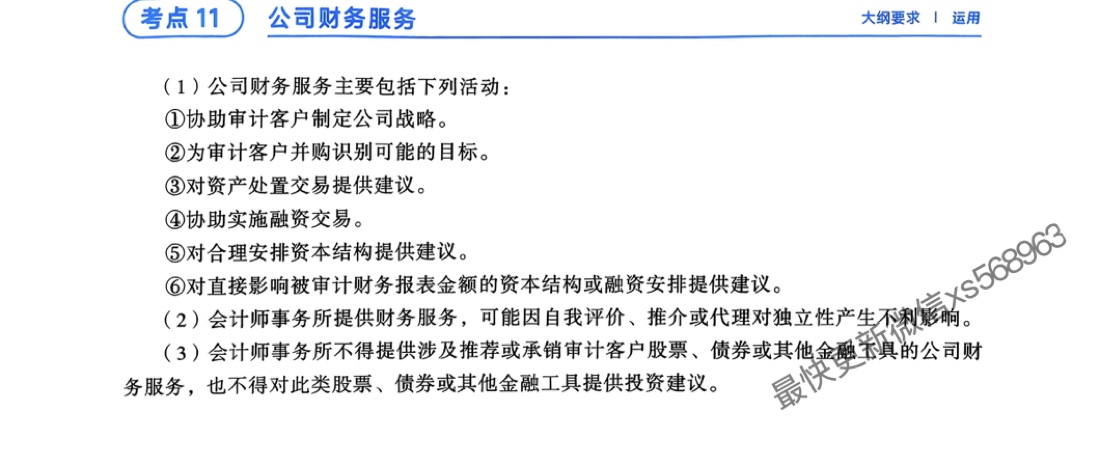 考点 11 公司财务服务 大纲要求 | 运用
（1）公司财务服务主要包括下列活动：
①协助审计客户制定公司战略。
②为审计客户并购识别可能的目标。
③对资产处置交易提供建议。
④协助实施融资交易。
⑤对合理安排资本结构提供建议。
⑥对直接影响被审计财务报表金额的资本结构或融资安排提供建议。
（2）会计师事务所提供财务服务，可能因自我评价、推介或代理对独立性产生不利影响。
（3）会计师事务所不得提供涉及推荐或承销审计客户股票、债券或其他金融工具的公司财
务服务，也不得对此类股票、债券或其他金融工具提供投资建议。
最快更新微信xs568963